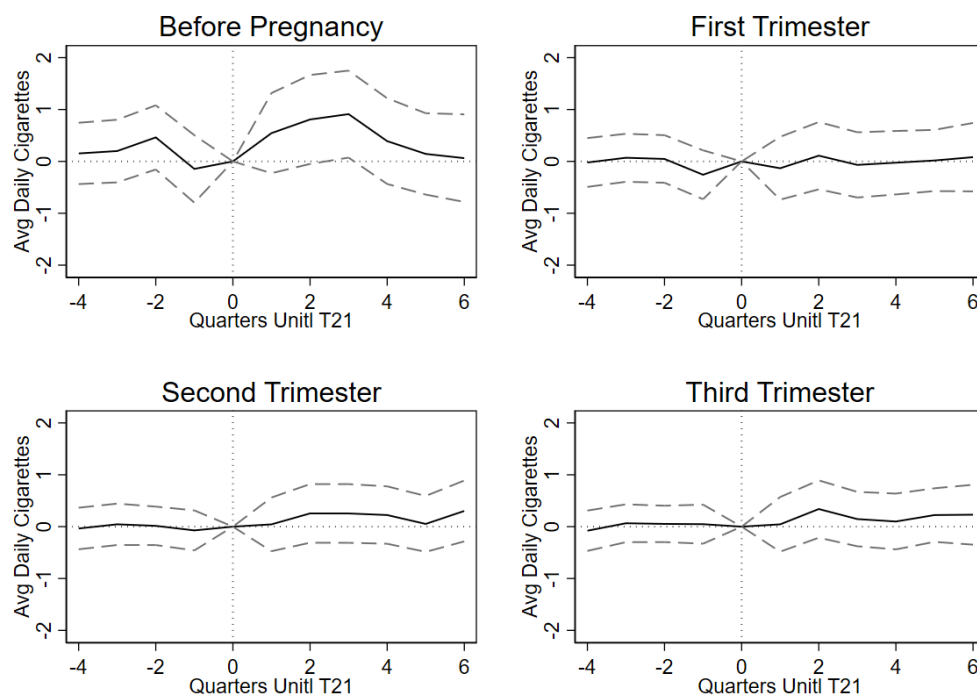 Before Pregnancy
Avg Daily Cigarettes
2
1
0
-1
-2
-4 -2 0 2 4 6
Quarters Unitl T21
First Trimester
Avg Daily Cigarettes
2
1
0
-1
-2
-4 -2 0 2 4 6
Quarters Unitl T21
Second Trimester
Avg Daily Cigarettes
2
1
0
-1
-2
-4 -2 0 2 4 6
Quarters Unitl T21
Third Trimester
Avg Daily Cigarettes
2
1
0
-1
-2
-4 -2 0 2 4 6
Quarters Unitl T21